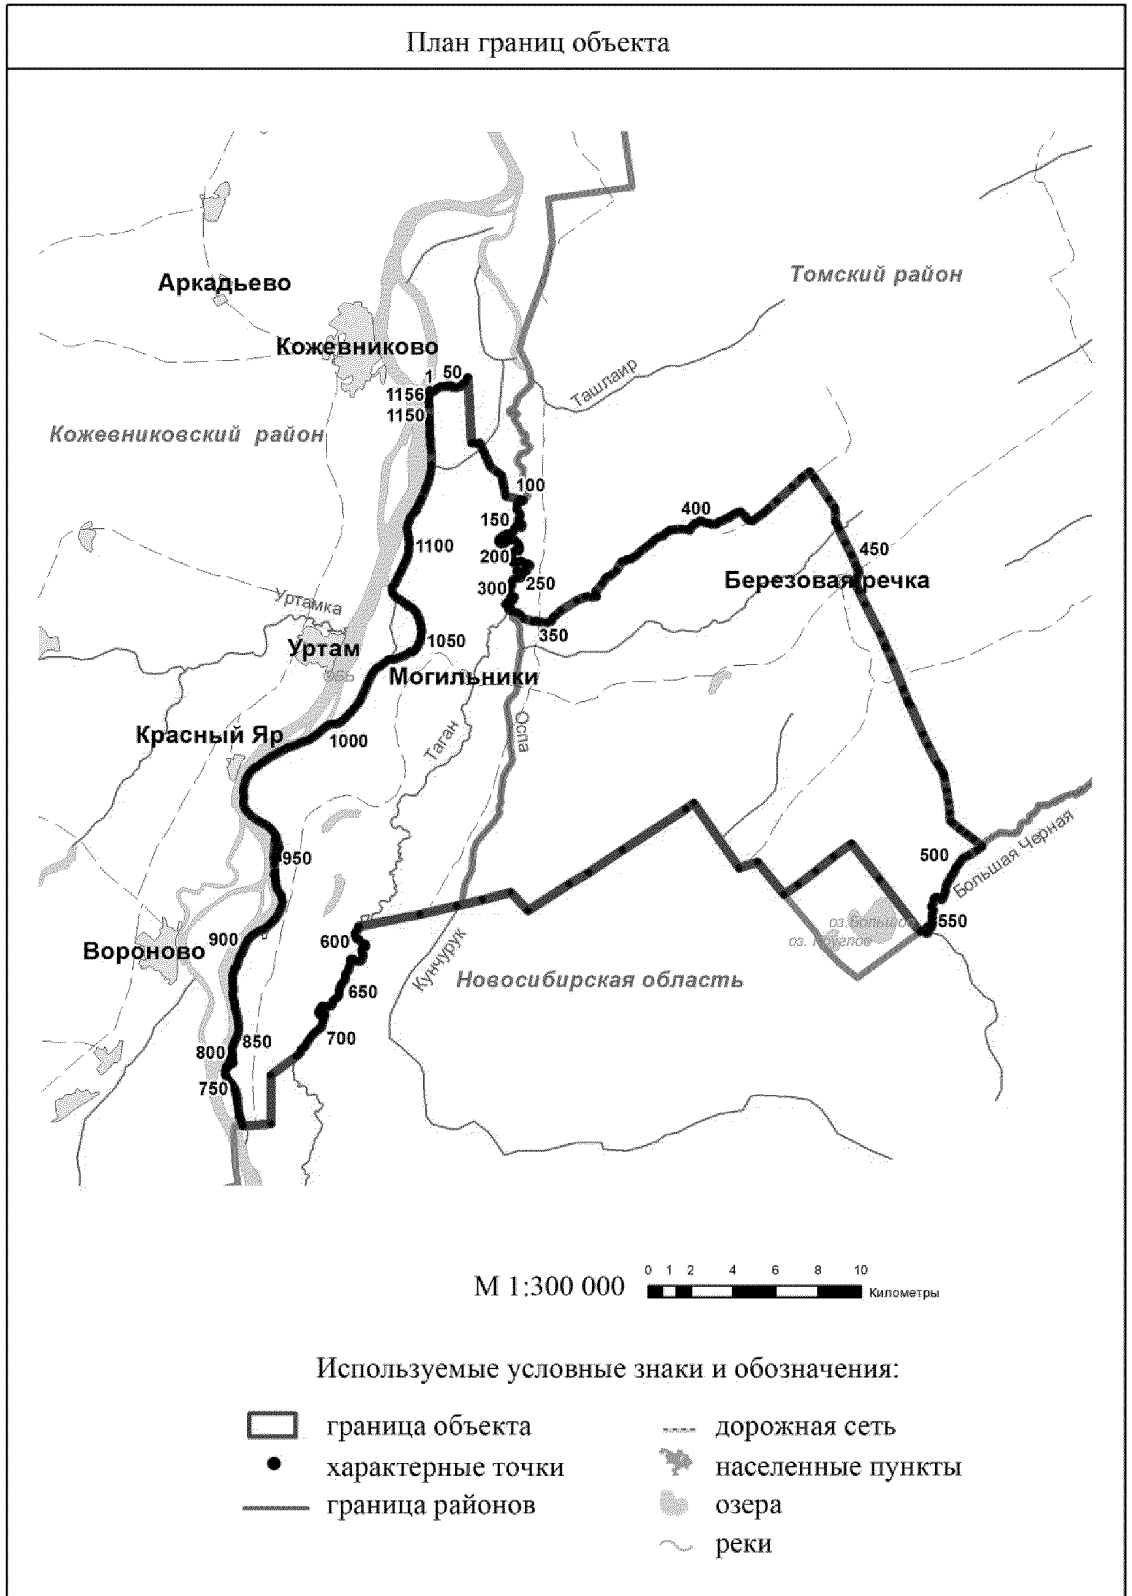 План границ объекта
Томский район
Аркадьево
Кожевниково
1
50
1156
1150
Ташлаир
Кожевниковский район
100
150
400
1100
200
450
250
Березовая речка
300
Уртамка
350
1050
Уртам
Могильники
Красный Яр
1000
Таган
Оспа
950
500
Большая Черная
550
900
600
оз. Большое
оз. Круглов
Вороново
Кунчурук
Новосибирская область
650
700
850
800
750
М 1:300 000
0 1 2 4 6 8 10
Километры
Используемые условные знаки и обозначения:
граница объекта
дорожная сеть
характерные точки
населенные пункты
граница районов
озера
реки